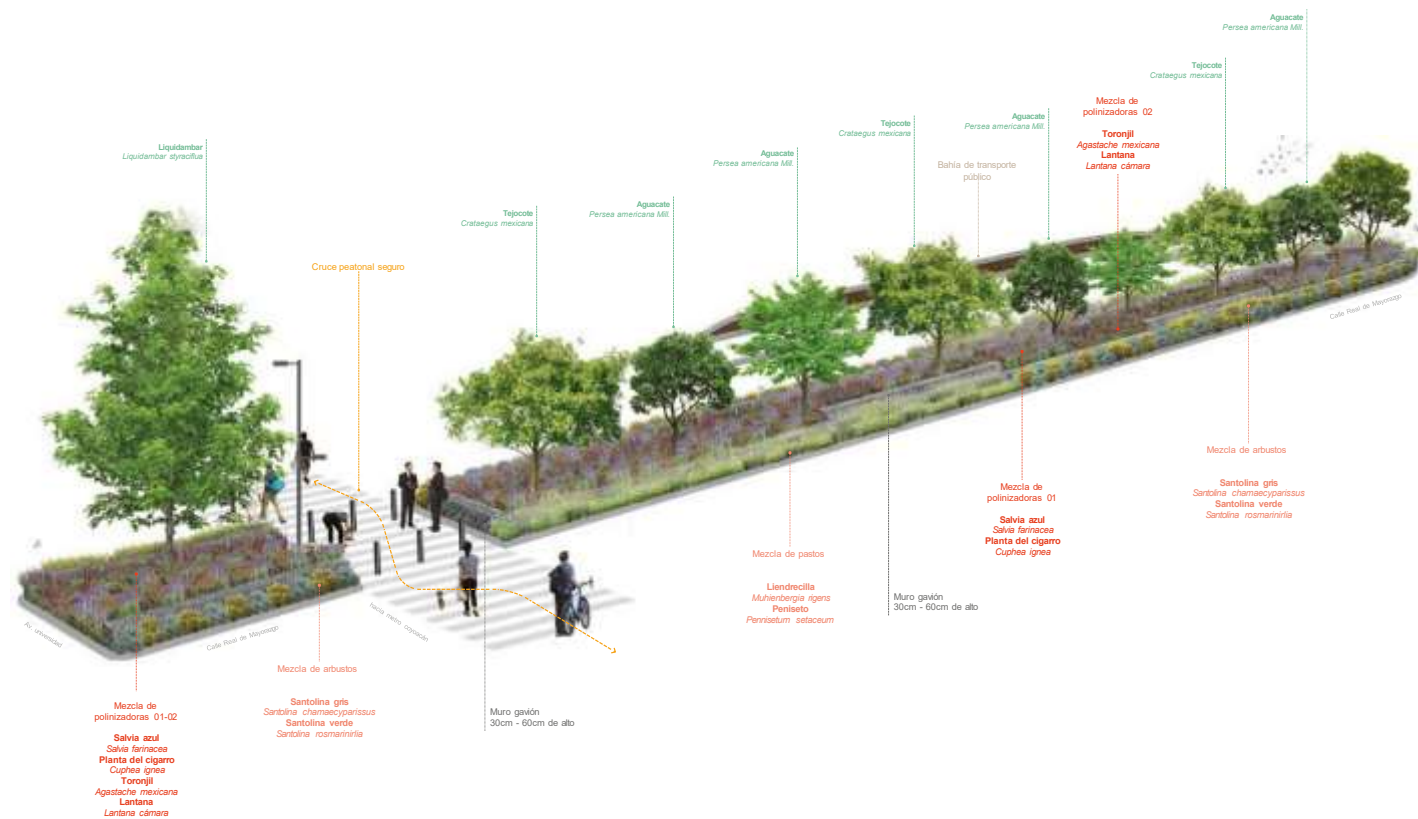 Aguacate
Persea americana Mill.
Tejocote
Crataegus mexicana
Mezcla de
polinizadoras 02
Toronjil
Agastache mexicana
Lantana
Lantana cámara
Aguacate
Persea americana Mill.
Tejocote
Crataegus mexicana
Bahía de transporte
público
Aguacate
Persea americana Mill.
Liquidambar
Liquidambar styraciflua
Aguacate
Persea americana Mill.
Tejocote
Crataegus mexicana
Cruce peatonal seguro
Calle Real de Mayorazgo
Mezcla de arbustos
Santolina gris
Santolina chamaecyparissus
Santolina verde
Santolina rosmarinirlia
Mezcla de
polinizadoras 01
Salvia azul
Salvia farinacea
Planta del cigarro
Cuphea ignea
Mezcla de pastos
Liendrecilla
Muhlenbergia rigens
Peniseto
Pennisetum setaceum
Muro gavión
30cm - 60cm de alto
Av. universidad
Calle Real de Mayorazgo
hacia metro coyoacán
Mezcla de arbustos
Santolina gris
Santolina chamaecyparissus
Santolina verde
Santolina rosmarinirlia
Muro gavión
30cm - 60cm de alto
Mezcla de
polinizadoras 01-02
Salvia azul
Salvia farinacea
Planta del cigarro
Cuphea ignea
Toronjil
Agastache mexicana
Lantana
Lantana cámara